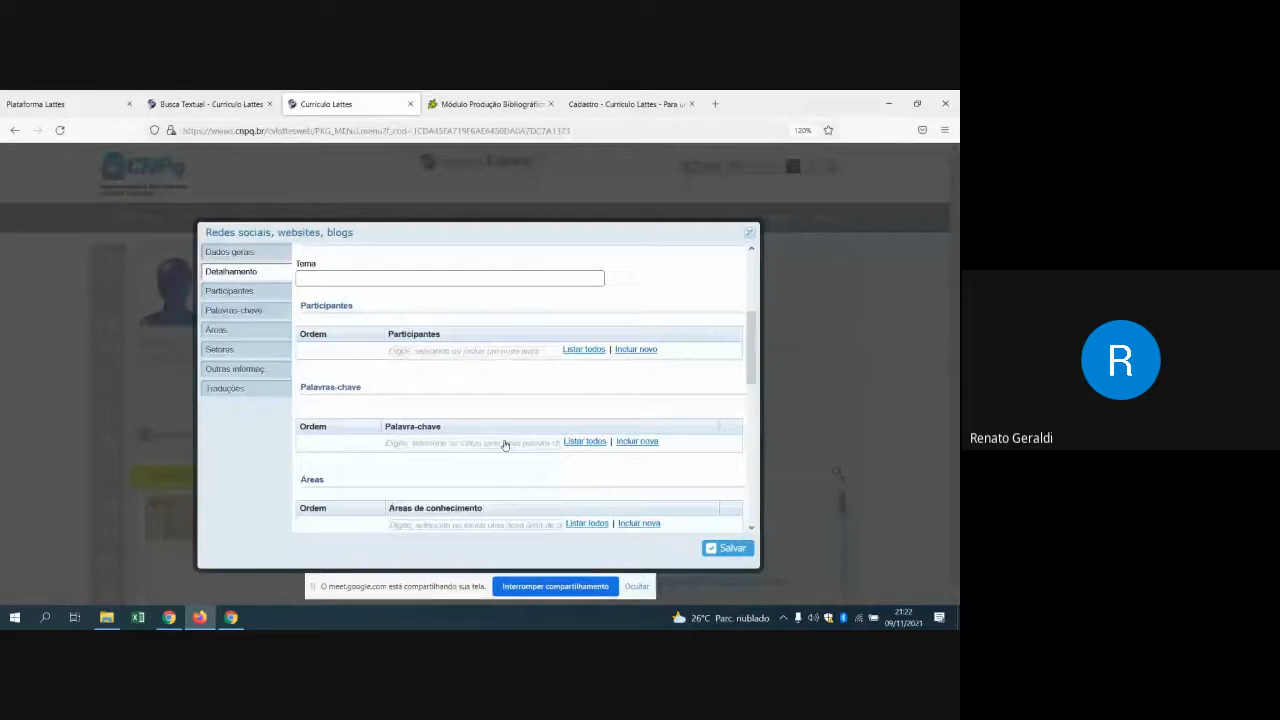 Plataforma Lattes
Busca Textual - Currículo Lattes
Currículo Lattes
Módulo Produção Bibliográfic
Cadastro - Currículo Lattes - Para u
120%
CNPq
Redes sociais, websites, blogs
Dados gerais
Detalhamento
Participantes
Palavras-chave
Áreas
Setores
Outras informaç...
Traduções
Tema
Participantes
Ordem
Participantes
Listar todos | Incluir novo
Palavras-chave
Ordem
Palavra-chave
Listar todos | Incluir nova
Áreas
Ordem
Áreas de conhecimento
Listar todos | Incluir nova
Salvar
O meet.google.com está compartilhando sua tela.
Interromper compartilhamento
Ocultar
26°C Parc. nublado
21:22
09/11/2021
R
Renato Geraldi